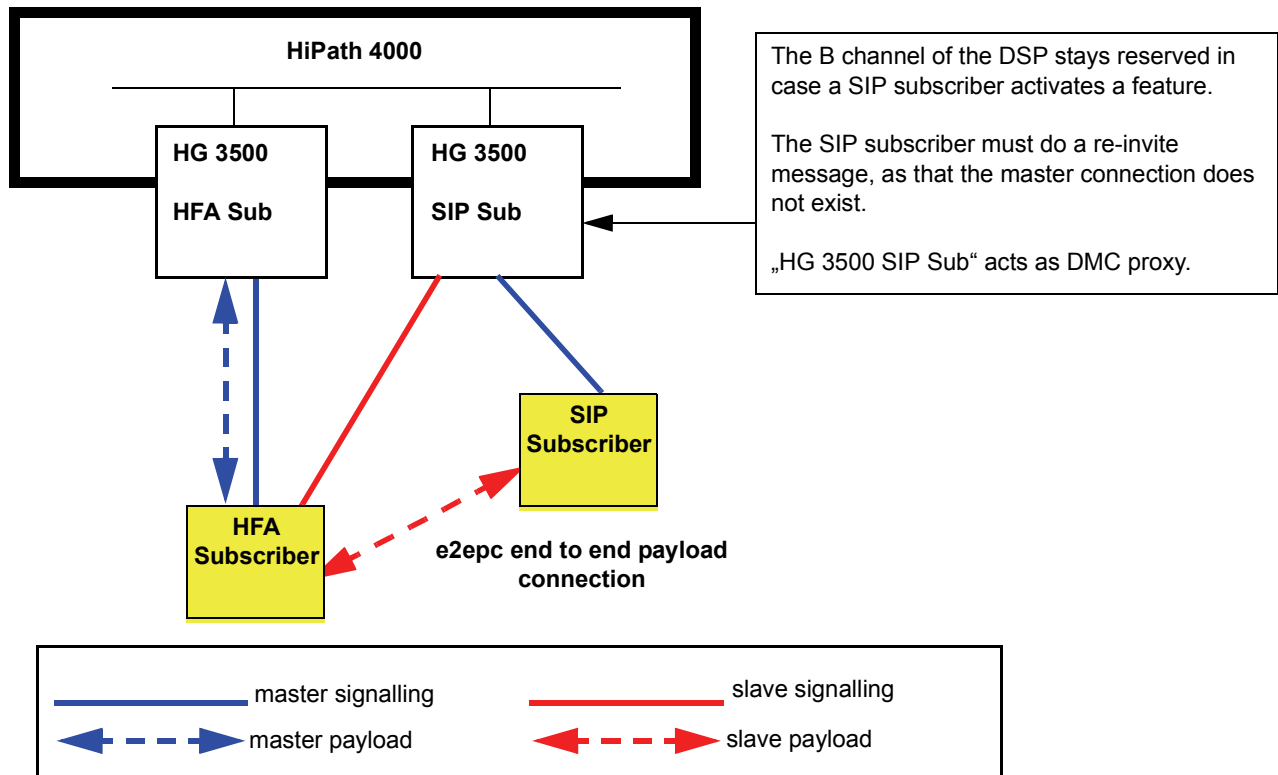 HiPath 4000
HG 3500
HFA Sub
HG 3500
SIP Sub
The B channel of the DSP stays reserved in
case a SIP subscriber activates a feature.
The SIP subscriber must do a re-invite
message, as that the master connection does
not exist.
„HG 3500 SIP Sub“ acts as DMC proxy.
SIP
Subscriber
HFA
Subscriber
e2epc end to end payload
connection
master signalling
slave signalling
master payload
slave payload